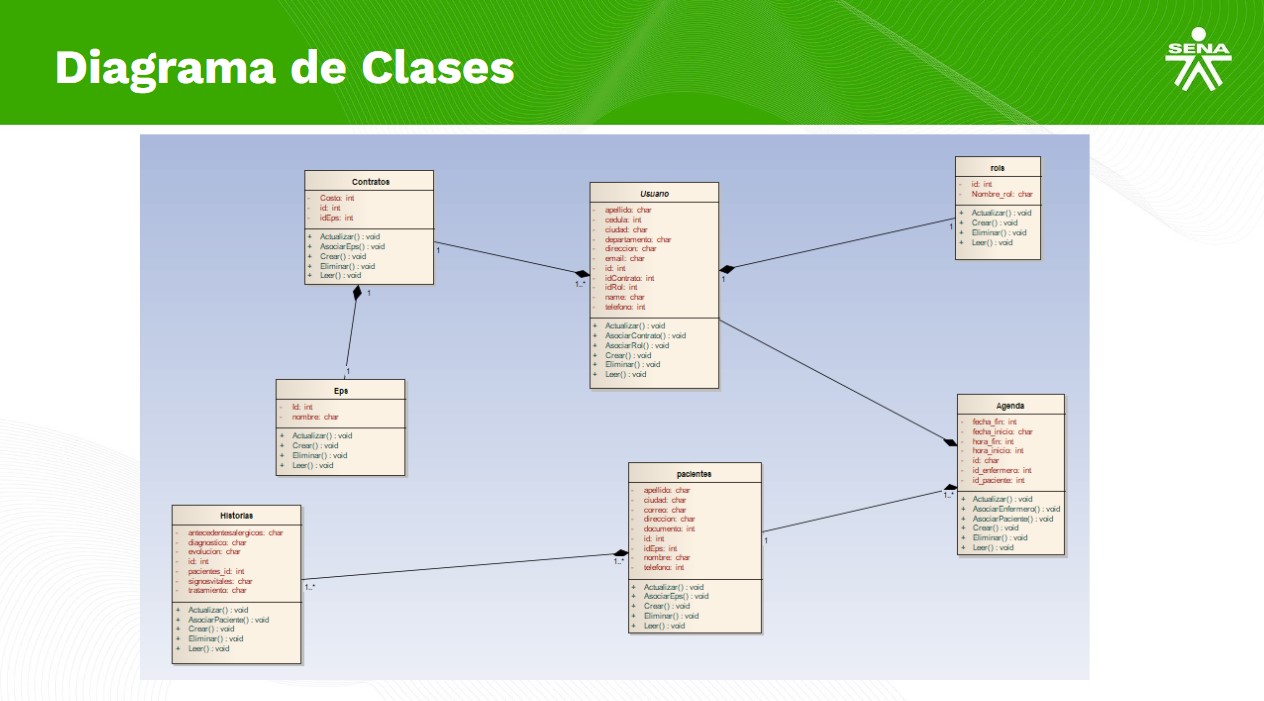 Diagrama de Clases
SENA
Contratos
- Costo: int
- id: int
- idEps: int
+ Actualizar() : void
+ AsociarEps() : void
+ Crear() : void
+ Eliminar() : void
+ Leer() : void
1
1..*
1
1
Usuario
- apellido: char
- cedula: int
- ciudad: char
- departamento: char
- direccion: char
- email: char
- id: int
- idContrato: int
- idRol: int
- name: char
- telefono: int
+ Actualizar() : void
+ AsociarContrato() : void
+ AsociarRol() : void
+ Crear() : void
+ Eliminar() : void
+ Leer() : void
1
1
rols
- id: int
- Nombre_rol: char
+ Actualizar() : void
+ Crear() : void
+ Eliminar() : void
+ Leer() : void
Eps
- Id: int
- nombre: char
+ Actualizar() : void
+ Crear() : void
+ Eliminar() : void
+ Leer() : void
Agenda
- fecha_fin: int
- fecha_inicio: char
- hora_fin: int
- hora_inicio: int
- id: char
- id_enfermero: int
- id_paciente: int
+ Actualizar() : void
+ AsociarEnfermero() : void
+ AsociarPaciente() : void
+ Crear() : void
+ Eliminar() : void
+ Leer() : void
1..*
1
pacientes
- apellido: char
- ciudad: char
- correo: char
- direccion: char
- documento: int
- id: int
- idEps: int
- nombre: char
- telefono: int
+ Actualizar() : void
+ AsociarEps() : void
+ Crear() : void
+ Eliminar() : void
+ Leer() : void
1..*
1..*
Historias
- antecedentesalergicos: char
- diagnostico: char
- evolucion: char
- id: int
- pacientes_id: int
- signosvitales: char
- tratamiento: char
+ Actualizar() : void
+ AsociarPaciente() : void
+ Crear() : void
+ Eliminar() : void
+ Leer() : void